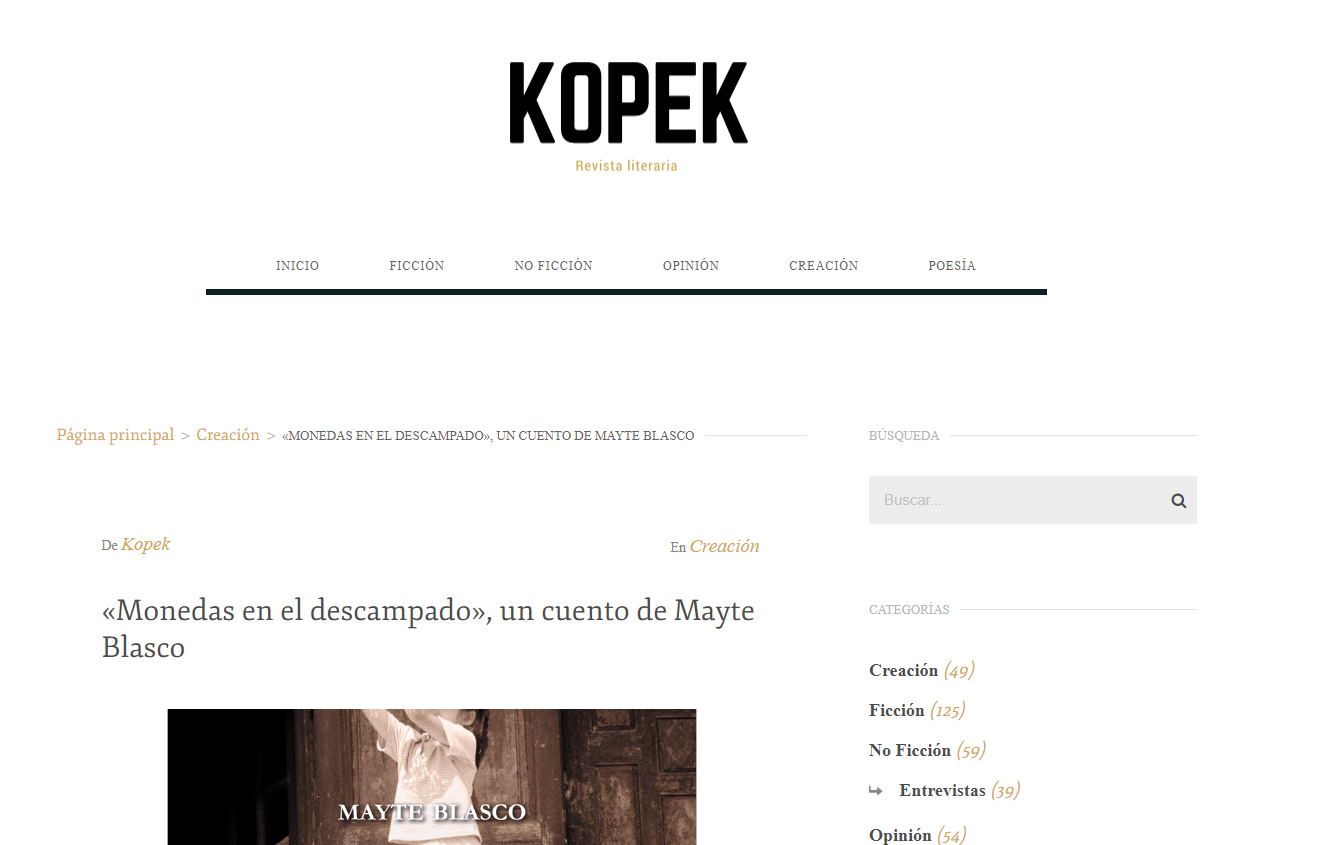 KOPEK
Revista literaria
INICIO FICCIÓN NO FICCIÓN OPINIÓN CREACIÓN POESÍA
Página principal > Creación > «MONEDAS EN EL DESCAMPADO», UN CUENTO DE MAYTE BLASCO
De Kopek
En Creación
«Monedas en el descampado», un cuento de Mayte
Blasco
MAYTE BLASCO
BÚSQUEDA
Buscar...
CATEGORÍAS
Creación (49)
Ficción (125)
No Ficción (59)
Entrevistas (39)
Opinión (54)